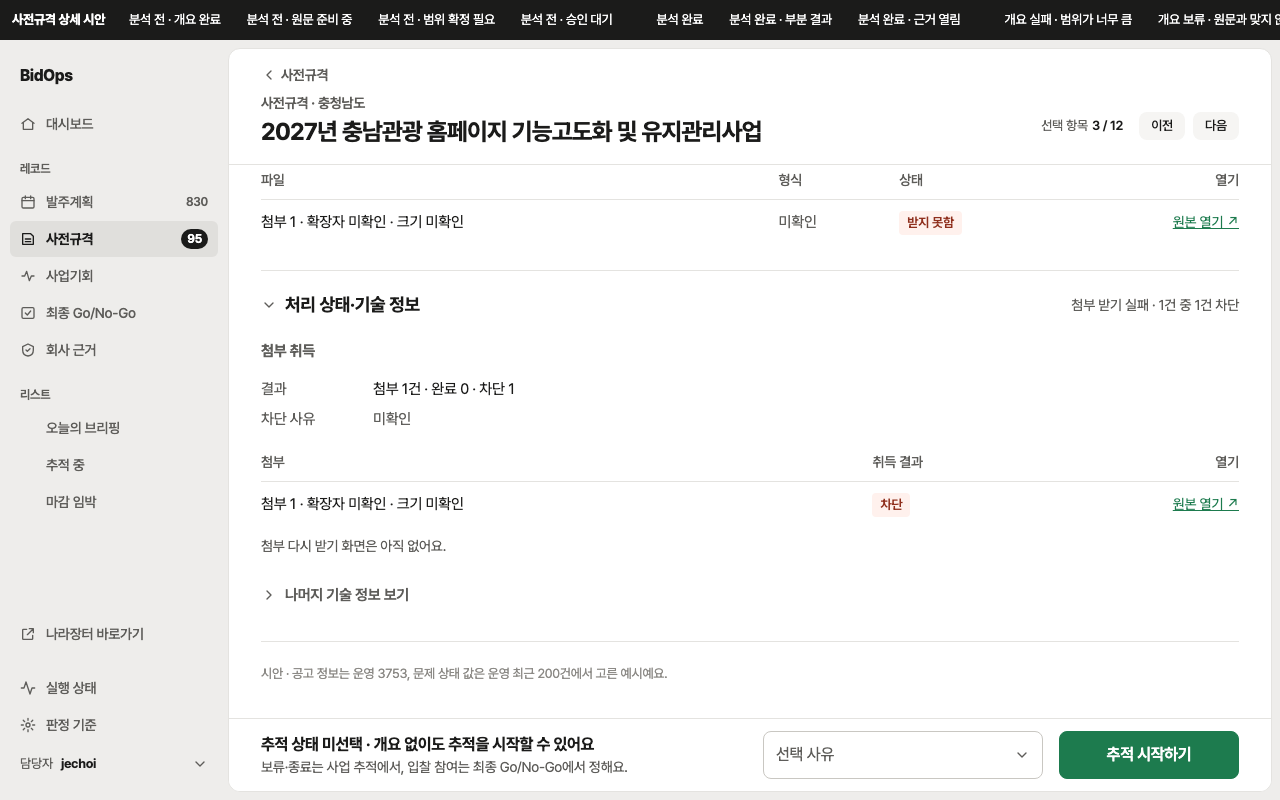 사전규격 상세 시안 분석 전 · 개요 완료 분석 전 · 원문 준비 중 분석 전 · 범위 확정 필요 분석 전 · 승인 대기 분석 완료 분석 완료 · 부분 결과 분석 완료 · 근거 열림 개요 실패 · 범위가 너무 큼 개요 보류 · 원문과 맞지
BidOps
대시보드
레코드
발주계획 830
사전규격 95
사업기회
최종 Go/No-Go
회사 근거
리스트
오늘의 브리핑
추적 중
마감 임박
나라장터 바로가기
실행 상태
판정 기준
담당자 jechoi
사전규격
사전규격 · 충청남도
2027년 충남관광 홈페이지 기능고도화 및 유지관리사업
선택 항목 3 / 12 이전 다음
파일 형식 상태 열기
첨부 1 · 확장자 미확인 · 크기 미확인 미확인 받지 못함 원본 열기 ↗
처리 상태·기술 정보 첨부 받기 실패 · 1건 중 1건 차단
첨부 취득
결과 첨부 1건 · 완료 0 · 차단 1
차단 사유 미확인
첨부 취득 결과 열기
첨부 1 · 확장자 미확인 · 크기 미확인 차단 원본 열기 ↗
첨부 다시 받기 화면은 아직 없어요.
나머지 기술 정보 보기
시안 · 공고 정보는 운영 3753, 문제 상태 값은 운영 최근 200건에서 고른 예시예요.
추적 상태 미선택 · 개요 없이도 추적을 시작할 수 있어요
보류·종료는 사업 추적에서, 입찰 참여는 최종 Go/No-Go에서 정해요.
선택 사유
추적 시작하기